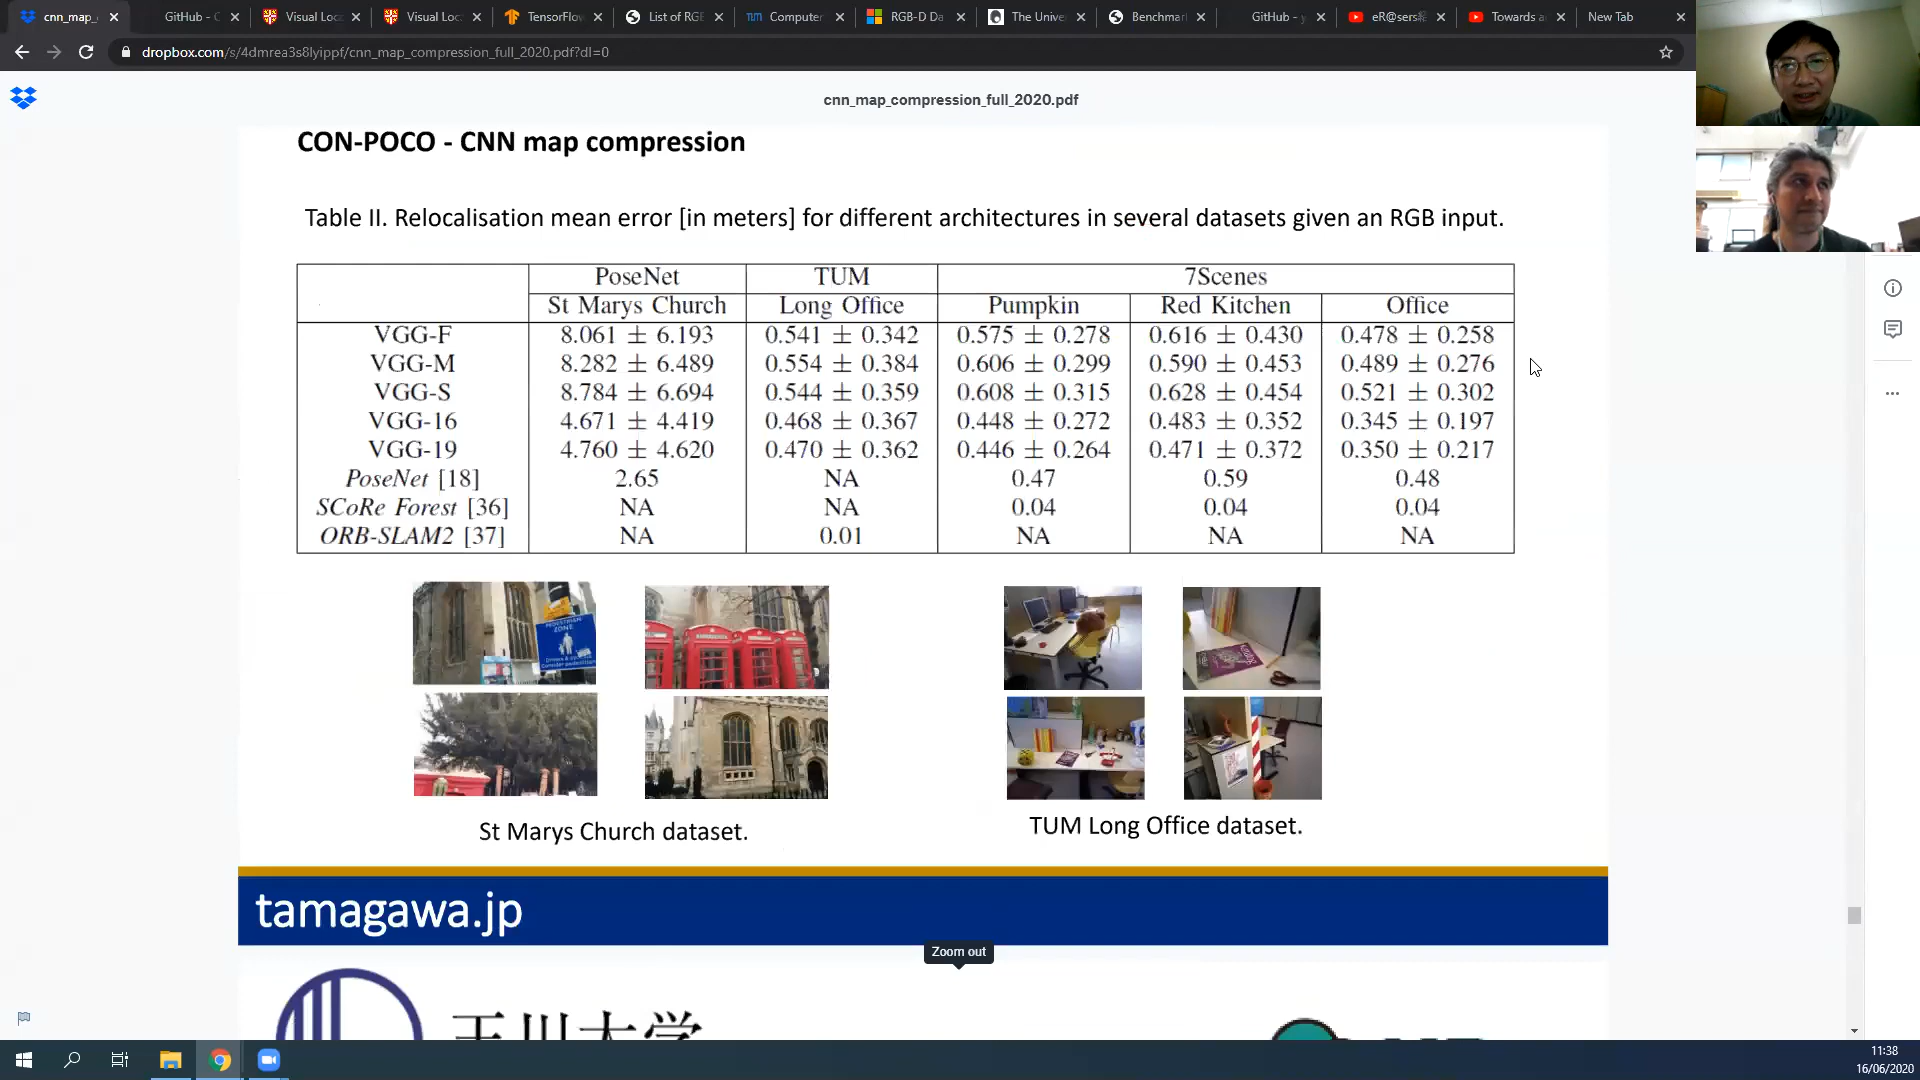 cnn_map_
GitHub - C
Visual Loc
Visual Loc
TensorFlow
List of RGB
Computer
RGB-D Da
The Univer
Benchmar
GitHub - y
eR@sers
Towards a
New Tab
dropbox.com/s/4dmrea3s8lyippf/cnn_map_compression_full_2020.pdf?dl=0
cnn_map_compression_full_2020.pdf
CON-POCO - CNN map compression
Table II. Relocalisation mean error [in meters] for different architectures in several datasets given an RGB input.
PoseNet TUM 7Scenes
St Marys Church Long Office Pumpkin Red Kitchen Office
VGG-F 8.061 ± 6.193 0.541 ± 0.342 0.575 ± 0.278 0.616 ± 0.430 0.478 ± 0.258
VGG-M 8.282 ± 6.489 0.554 ± 0.384 0.606 ± 0.299 0.590 ± 0.453 0.489 ± 0.276
VGG-S 8.784 ± 6.694 0.544 ± 0.359 0.608 ± 0.315 0.628 ± 0.454 0.521 ± 0.302
VGG-16 4.671 ± 4.419 0.468 ± 0.367 0.448 ± 0.272 0.483 ± 0.352 0.345 ± 0.197
VGG-19 4.760 ± 4.620 0.470 ± 0.362 0.446 ± 0.264 0.471 ± 0.372 0.350 ± 0.217
PoseNet [18] 2.65 NA 0.47 0.59 0.48
SCoRe Forest [36] NA NA 0.04 0.04 0.04
ORB-SLAM2 [37] NA 0.01 NA NA NA
PEDESTRIAN
ZONE
St Marys Church dataset.
TUM Long Office dataset.
tamagawa.jp
Zoom out
玉川大学
11:38
16/06/2020